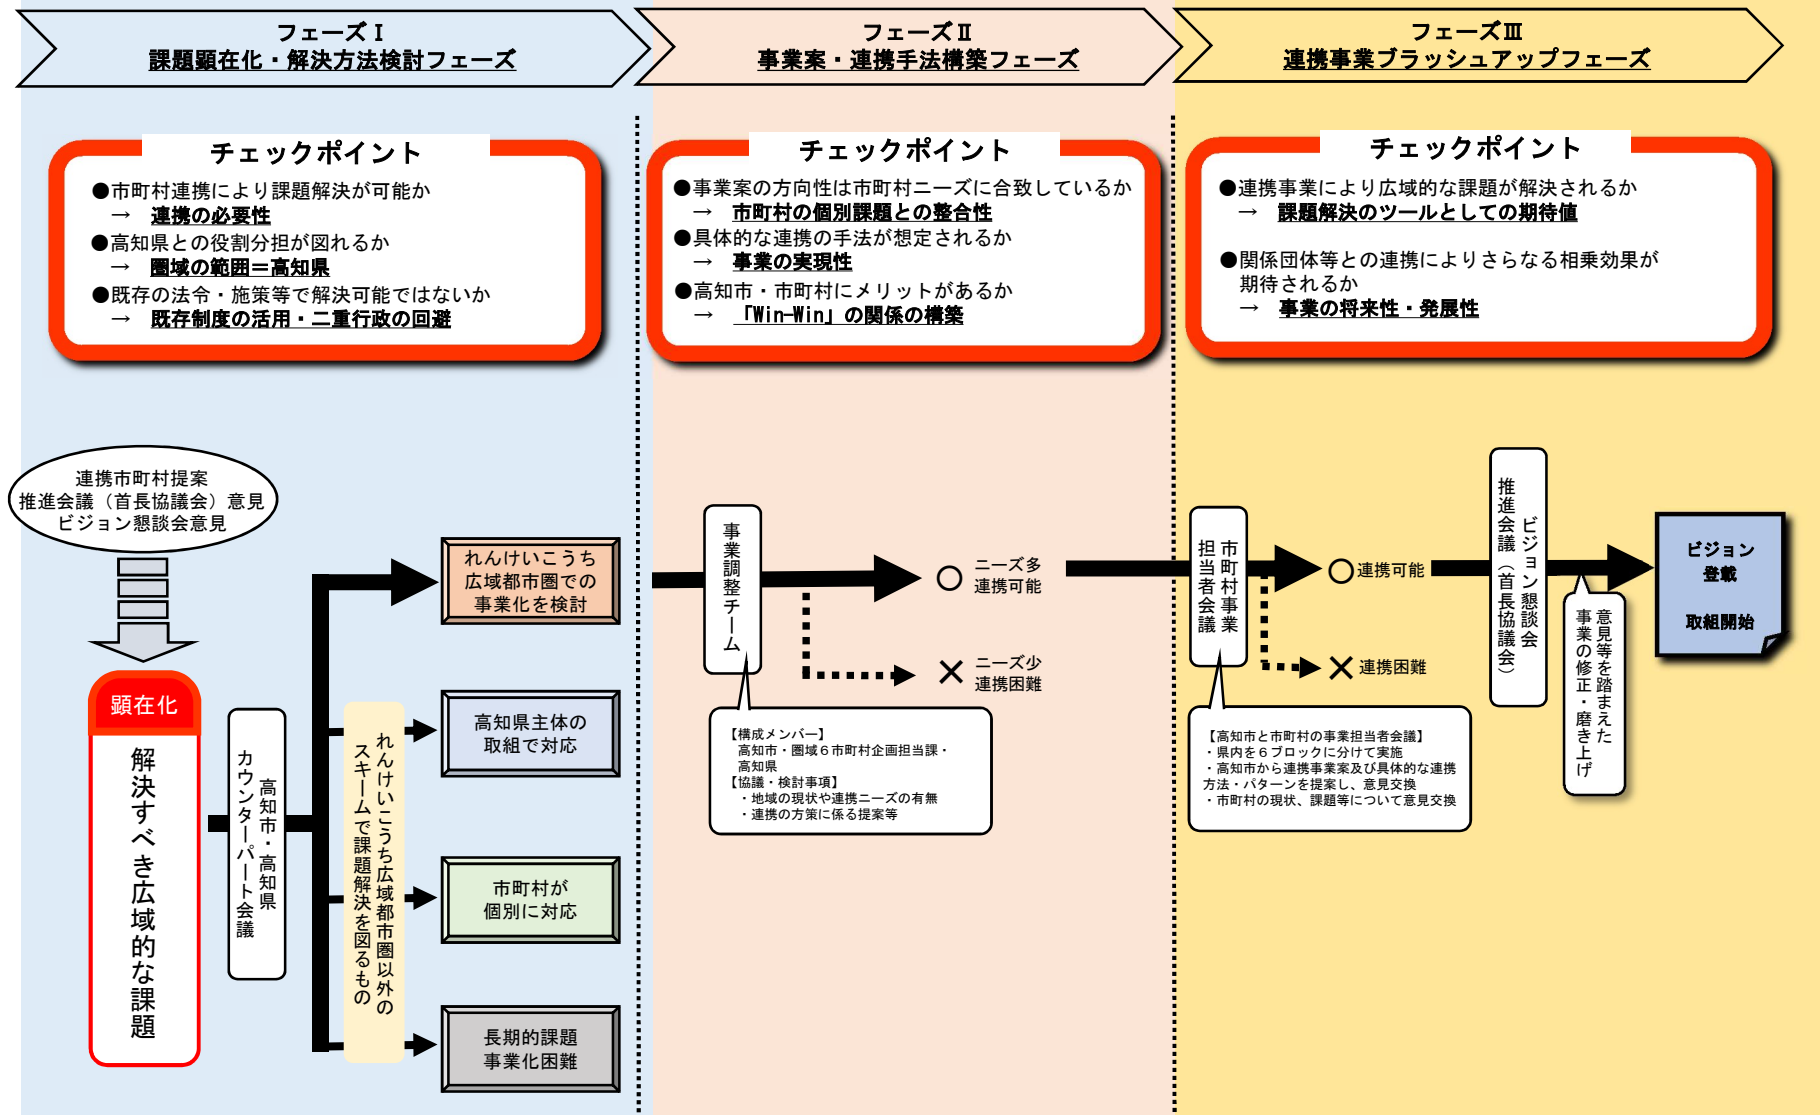 フェーズⅠ
課題顕在化・解決方法検討フェーズ
フェーズⅡ
事業案・連携手法構築フェーズ
フェーズⅢ
連携事業ブラッシュアップフェーズ
チェックポイント
●市町村連携により課題解決が可能か
→ 連携の必要性
●高知県との役割分担が図れるか
→ 圏域の範囲＝高知県
●既存の法令・施策等で解決可能ではないか
→ 既存制度の活用・二重行政の回避
チェックポイント
●事業案の方向性は市町村ニーズに合致しているか
→ 市町村の個別課題との整合性
●具体的な連携の手法が想定されるか
→ 事業の実現性
●高知市・市町村にメリットがあるか
→ 「Win-Win」の関係の構築
チェックポイント
●連携事業により広域的な課題が解決されるか
→ 課題解決のツールとしての期待値
●関係団体等との連携によりさらなる相乗効果が
期待されるか
→ 事業の将来性・発展性
連携市町村提案
推進会議（首長協議会）意見
ビジョン懇談会意見
顕在化
解決すべき広域的な課題
高知市・高知県
カウンターパート会議
れんけいこうち広域都市圏以外の
スキームで課題解決を図るもの
れんけいこうち
広域都市圏での
事業化を検討
高知県主体の
取組で対応
市町村が
個別に対応
長期的課題
事業化困難
事業調整チーム
○ ニーズ多
連携可能
× ニーズ少
連携困難
【構成メンバー】
高知市・圏域６市町村企画担当課・
高知県
【協議・検討事項】
・地域の現状や連携ニーズの有無
・連携の方策に係る提案等
市町村事業
担当者会議
○連携可能
×連携困難
【高知市と市町村の事業担当者会議】
・県内を６ブロックに分けて実施
・高知市から連携事業案及び具体的な連携
方法・パターンを提案し、意見交換
・市町村の現状、課題等について意見交換
ビジョン懇談会
推進会議（首長協議会）
意見等を踏まえた
事業の修正・磨き上げ
ビジョン
登載
取組開始